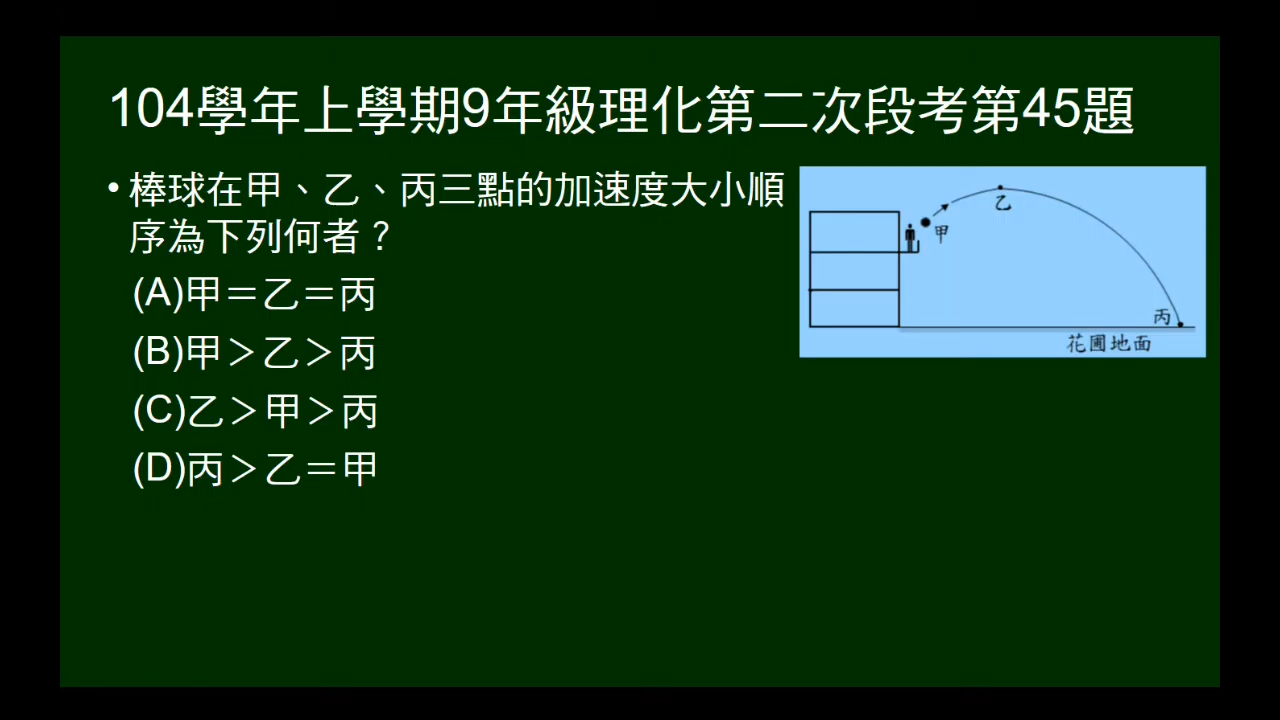 104學年上學期9年級理化第二次段考第45題
• 棒球在甲、乙、丙三點的加速度大小順
序為下列何者？
(A)甲＝乙＝丙
(B)甲＞乙＞丙
(C)乙＞甲＞丙
(D)丙＞乙＝甲
乙
甲
丙
花圃地面